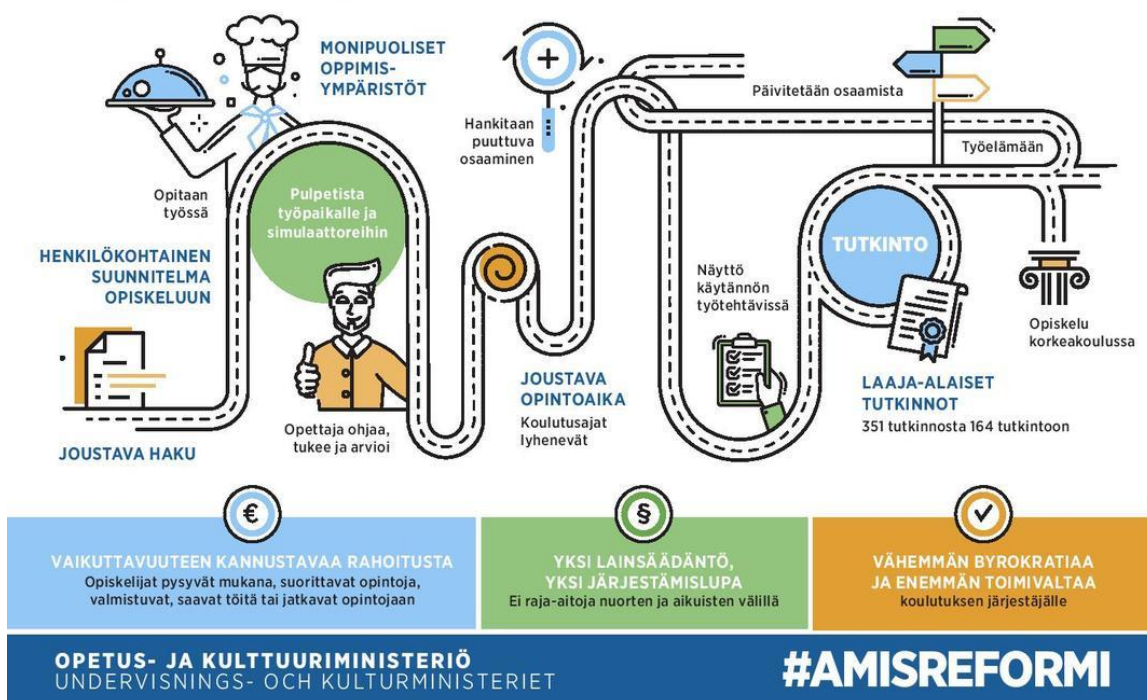 MONIPUOLISET
OPPIMIS-
YMPÄRISTÖT
Opitaan
työssä
Pulpetista
työpaikalle ja
simulaattoreihin
HENKILÖKOHTAINEN
SUUNNITELMA
OPISKELUUN
JOUSTAVA HAKU
Opettaja ohjaa,
tukee ja arvioi
Hankitaan
puuttuva
osaaminen
JOUSTAVA
OPINTOAIKA
Koulutusajat
lyhenevät
Päivitetään osaamista
Työelämään
Näyttö
käytännön
työtehtävissä
TUTKINTO
Opiskelu
korkeakoulussa
LAAJA-ALAISET
TUTKINNOT
351 tutkinnosta 164 tutkintoon
€
VAIKUTTAVUUTEEN KANNUSTAVAA RAHOITUSTA
Opiskelijat pysyvät mukana, suorittavat opintoja,
valmistuvat, saavat töitä tai jatkavat opintojaan
§
YKSI LAINSÄÄDÄNTÖ,
YKSI JÄRJESTÄMISLUPA
Ei raja-aitoja nuorten ja aikuisten välillä
VÄHEMMÄN BYROKRATIAA
JA ENEMMÄN TOIMIVALTAA
koulutuksen järjestäjälle
OPETUS- JA KULTTUURIMINISTERIÖ
UNDERVISNINGS- OCH KULTURMINISTERIET
#AMISREFORMI